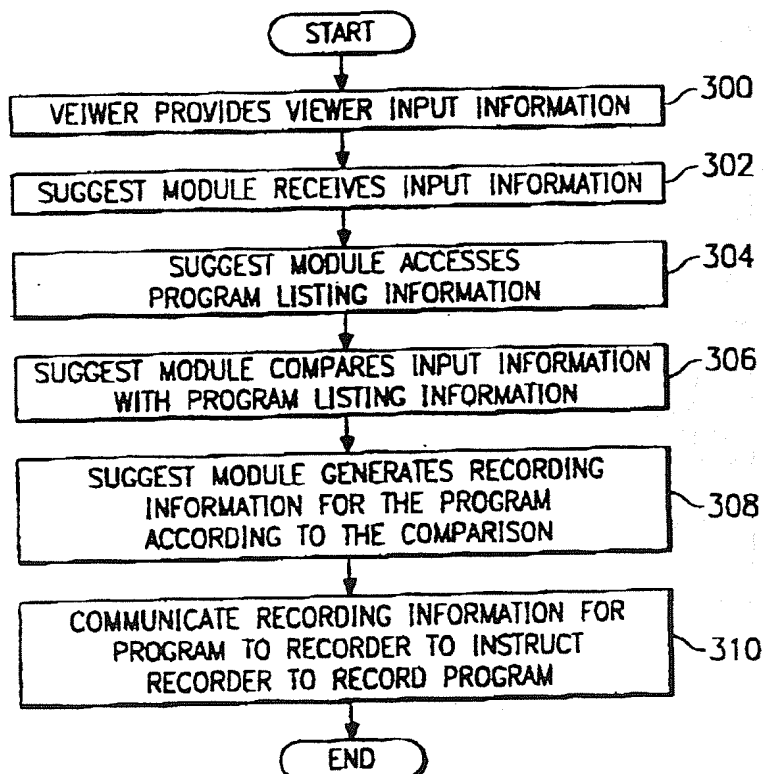 START
VEIWER PROVIDES VIEWER INPUT INFORMATION
300
SUGGEST MODULE RECEIVES INPUT INFORMATION
302
SUGGEST MODULE ACCESSES
PROGRAM LISTING INFORMATION
304
SUGGEST MODULE COMPARES INPUT INFORMATION
WITH PROGRAM LISTING INFORMATION
306
SUGGEST MODULE GENERATES RECORDING
INFORMATION FOR THE PROGRAM
ACCORDING TO THE COMPARISON
308
COMMUNICATE RECORDING INFORMATION FOR
PROGRAM TO RECORDER TO INSTRUCT
RECORDER TO RECORD PROGRAM
310
END